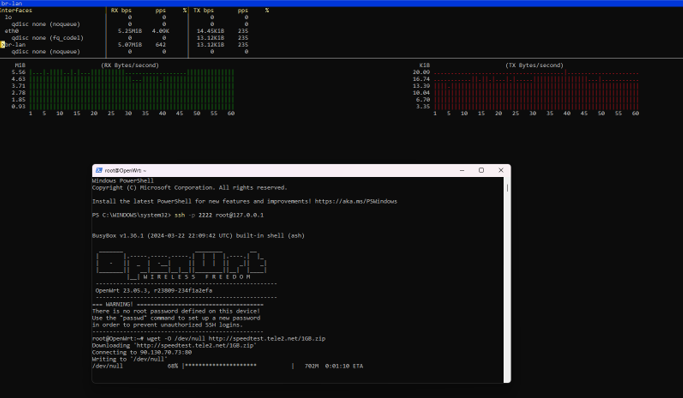 br-lan
Interfaces RX bps pps % TX bps pps %
lo 0 0 0 0
qdisc none (noqueue) 0 0 0 0
eth0 5.25MiB 4.09K 14.45KiB 235
qdisc none (fq_codel) 0 0 13.12KiB 235
br-lan 5.07MiB 642 13.12KiB 235
qdisc none (noqueue) 0 0 0 0
MiB (RX Bytes/second)
5.56
4.63
3.71
2.78
1.85
0.93
1 5 10 15 20 25 30 35 40 45 50 55 60
KiB (TX Bytes/second)
20.09
16.74
13.39
10.04
6.70
3.35
1 5 10 15 20 25 30 35 40 45 50 55 60
root@OpenWrt: ~
Windows PowerShell
Copyright (C) Microsoft Corporation. All rights reserved.
Install the latest PowerShell for new features and improvements! https://aka.ms/PSWindows
PS C:\WINDOWS\system32> ssh -p 2222 root@127.0.0.1
BusyBox v1.36.1 (2024-03-22 22:09:42 UTC) built-in shell (ash)
W I R E L E S S F R E E D O M
OpenWrt 23.05.3, r23809-234f1a2efa
=== WARNING! =====================================
There is no root password defined on this device!
Use the "passwd" command to set up a new password
in order to prevent unauthorized SSH logins.
root@OpenWrt:~# wget -O /dev/null http://speedtest.tele2.net/1GB.zip
Downloading 'http://speedtest.tele2.net/1GB.zip'
Connecting to 90.130.70.73:80
Writing to '/dev/null'
/dev/null 68% |********************* | 702M 0:01:10 ETA